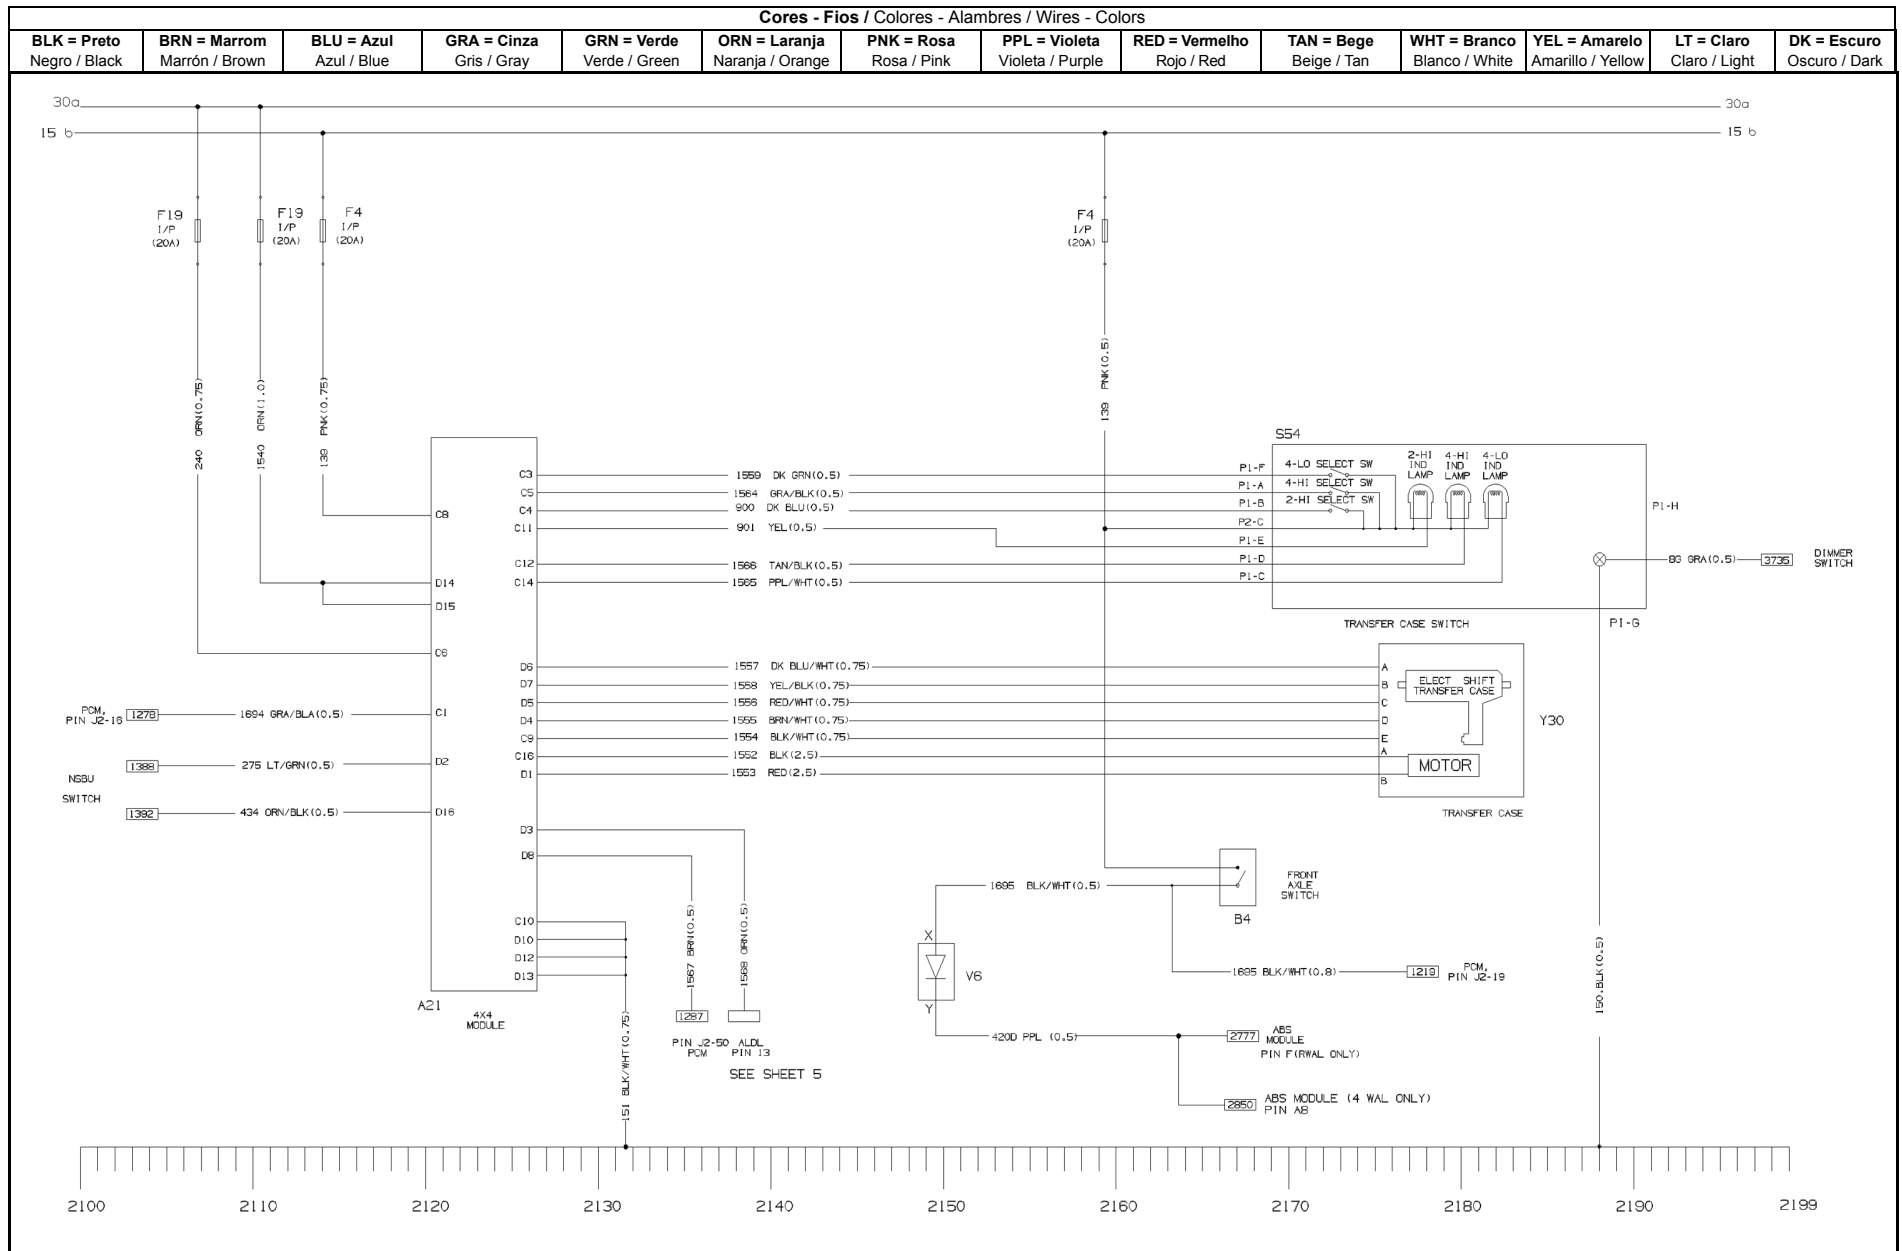 Cores - Fios / Colores - Alambres / Wires - Colors
BLK = Preto BRN = Marrom BLU = Azul GRA = Cinza GRN = Verde ORN = Laranja PNK = Rosa PPL = Violeta RED = Vermelho TAN = Bege WHT = Branco YEL = Amarelo LT = Claro DK = Escuro
Negro / Black Marrón / Brown Azul / Blue Gris / Gray Verde / Green Naranja / Orange Rosa / Pink Violeta / Purple Rojo / Red Beige / Tan Blanco / White Amarillo / Yellow Claro / Light Oscuro / Dark
30a 30a
15 b 15 b
F19
I/P
(20A)
F19
I/P
(20A)
F4
I/P
(20A)
F4
I/P
(20A)
240 ORN(0.75)
1540 ORN(1.0)
139 PNK(0.75)
139 PNK(0.5)
S54
C3 1559 DK GRN(0.5) P1-F 4-LO SELECT SW
C5 1564 GRA/BLK(0.5) P1-A 4-HI SELECT SW
C4 900 DK BLU(0.5) P1-B 2-HI SELECT SW
C11 901 YEL(0.5) P2-C
P1-E
C12 1566 TAN/BLK(0.5) P1-D
C14 1565 PPL/WHT(0.5) P1-C
2-HI
IND
LAMP
4-HI
IND
LAMP
4-LO
IND
LAMP
P1-H
8G GRA(0.5) 3735 DIMMER
SWITCH
TRANSFER CASE SWITCH
P1-G
C8
D14
D15
C6
D6 1557 DK BLU/WHT(0.75) A
D7 1558 YEL/BLK(0.75) B
D5 1556 RED/WHT(0.75) C
D4 1555 BRN/WHT(0.75) D
C9 1554 BLK/WHT(0.75) E
C16 1552 BLK(2.5) A
D1 1553 RED(2.5) B
ELECT SHIFT
TRANSFER CASE
MOTOR
Y30
TRANSFER CASE
PCM,
PIN J2-16
1278 1694 GRA/BLA(0.5) C1
1388 275 LT/GRN(0.5) D2
NSBU
SWITCH
1392 434 ORN/BLK(0.5) D16
D3
D8
C10
D10
D12
D13
A21
4X4
MODULE
1567 BRN(0.5)
1568 ORN(0.5)
1287
PIN J2-50
PCM
ALDL
PIN 13
SEE SHEET 5
151 BLK/WHT(0.75)
1695 BLK/WHT(0.5)
FRONT
AXLE
SWITCH
B4
X
V6
Y
1695 BLK/WHT(0.8) 1219 PCM,
PIN J2-19
420D PPL (0.5) 2777 ABS
MODULE
PIN F(RWAL ONLY)
2850 ABS MODULE (4 WAL ONLY)
PIN A8
150.BLK(0.5)
2100 2110 2120 2130 2140 2150 2160 2170 2180 2190 2199